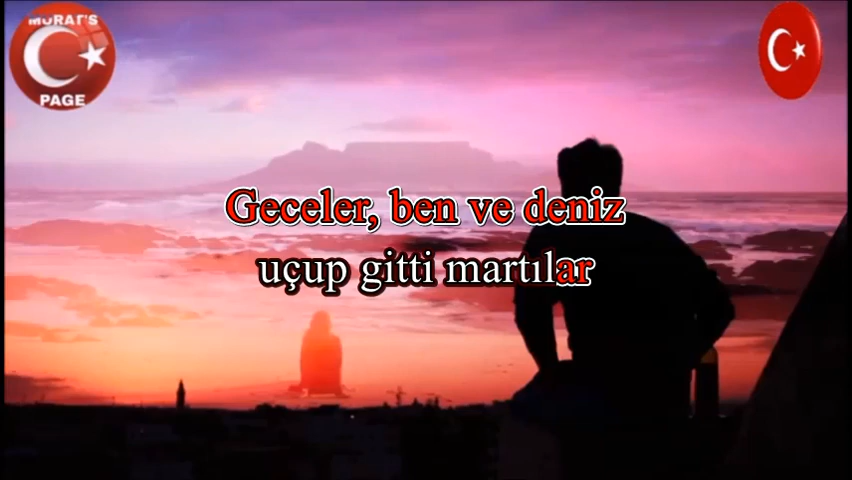 MURAT'S
PAGE
Geceler, ben ve deniz
uçup gitti martılar